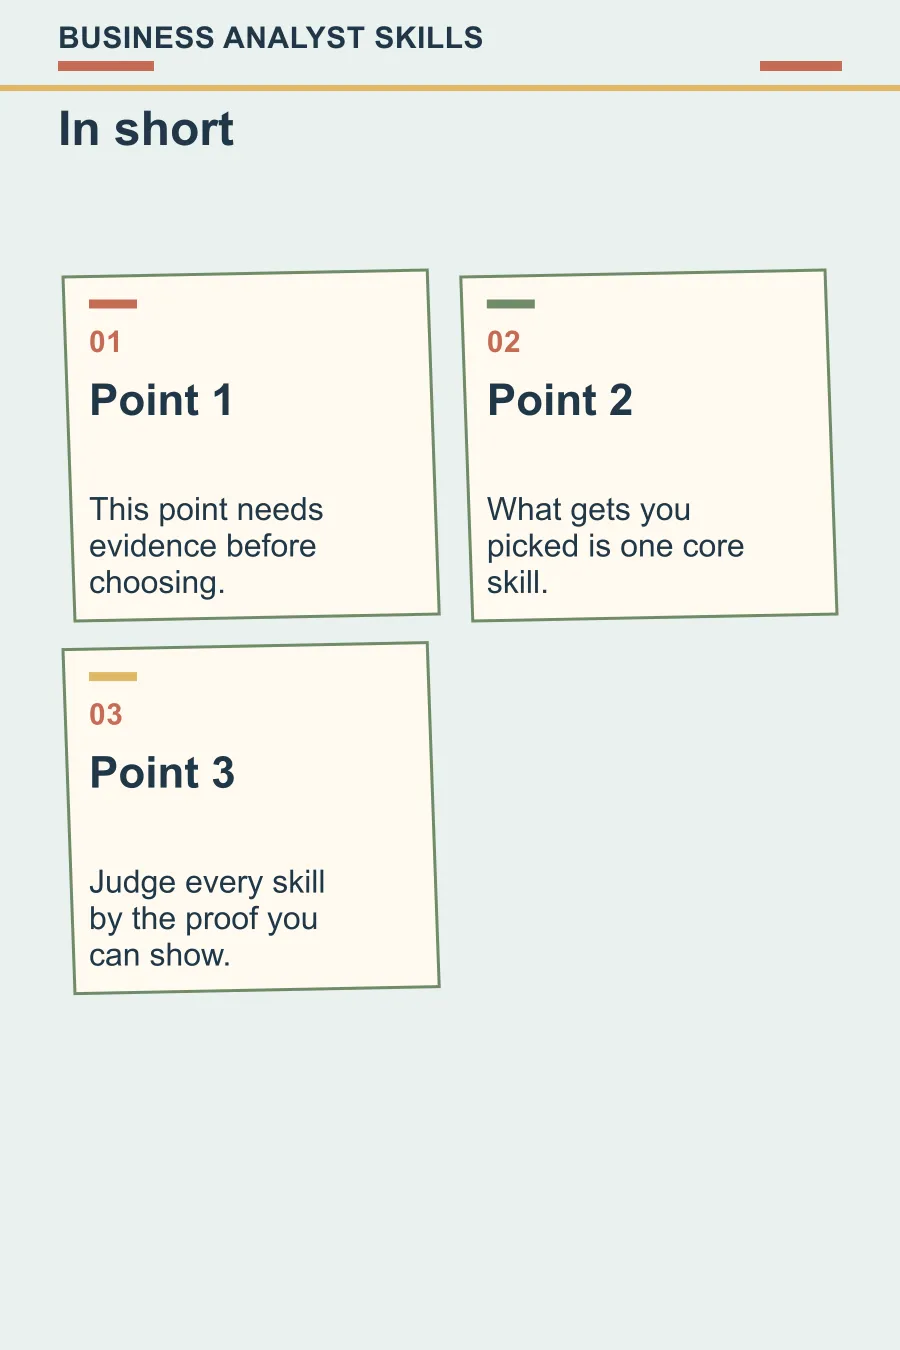 BUSINESS ANALYST SKILLS
In short
01
Point 1
This point needs
evidence before
choosing.
02
Point 2
What gets you
picked is one core
skill.
03
Point 3
Judge every skill
by the proof you
can show.